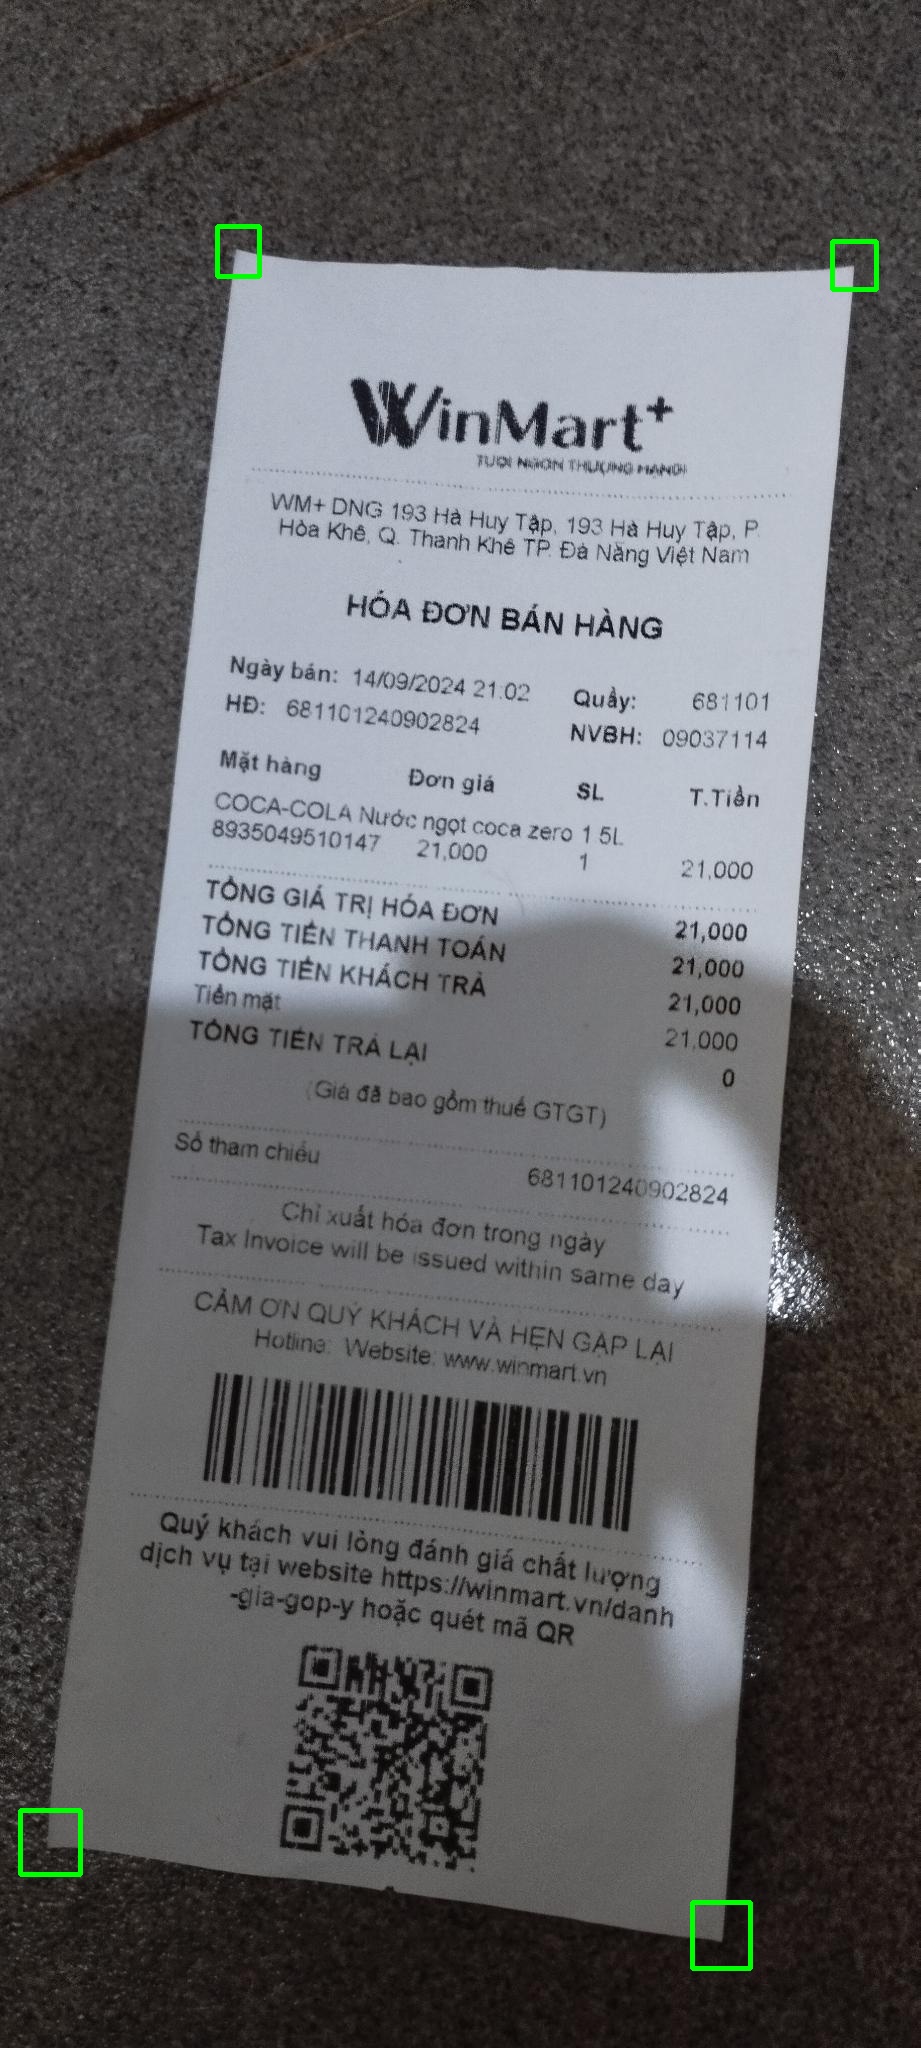 WinMart+
TƯƠI NGON THƯỢNG HẠNG!
WM+ DNG 193 Hà Huy Tập, 193 Hà Huy Tập, P.
Hòa Khê, Q. Thanh Khê TP. Đà Nẵng Việt Nam
HÓA ĐƠN BÁN HÀNG
Ngày bán: 14/09/2024 21:02 Quầy: 681101
HĐ: 681101240902824 NVBH: 09037114
Mặt hàng Đơn giá SL T.Tiền
COCA-COLA Nước ngọt coca zero 1.5L
8935049510147 21,000 1 21,000
TỔNG GIÁ TRỊ HÓA ĐƠN 21,000
TỔNG TIỀN THANH TOÁN 21,000
TỔNG TIỀN KHÁCH TRẢ 21,000
Tiền mặt 21,000
TỔNG TIỀN TRẢ LẠI 0
(Giá đã bao gồm thuế GTGT)
Số tham chiếu 681101240902824
Chỉ xuất hóa đơn trong ngày
Tax Invoice will be issued within same day
CẢM ƠN QUÝ KHÁCH VÀ HẸN GẶP LẠI
Hotline: Website: www.winmart.vn
Quý khách vui lòng đánh giá chất lượng
dịch vụ tại website https://winmart.vn/danh
-gia-gop-y hoặc quét mã QR